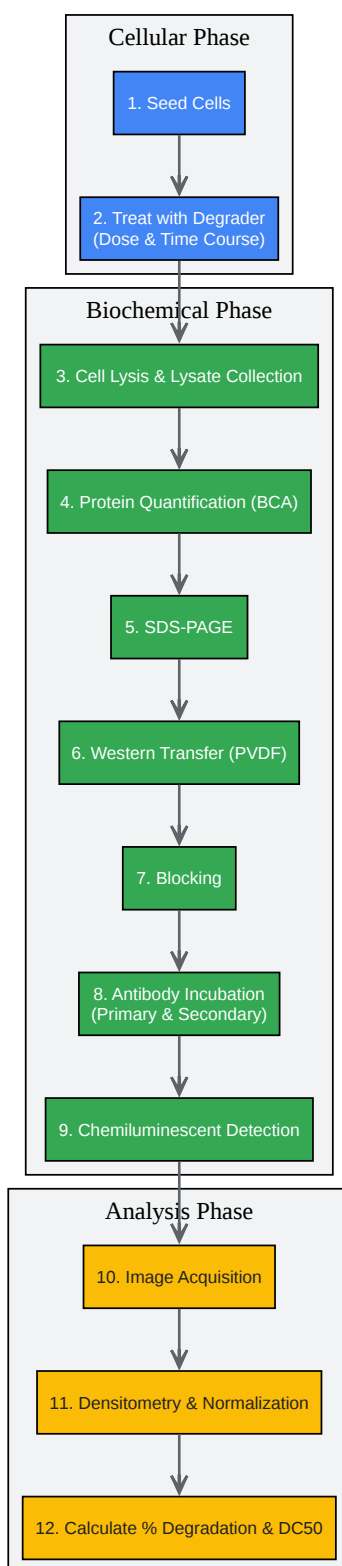 Cellular Phase
1. Seed Cells
2. Treat with Degrader
(Dose & Time Course)
Biochemical Phase
3. Cell Lysis & Lysate Collection
4. Protein Quantification (BCA)
5. SDS-PAGE
6. Western Transfer (PVDF)
7. Blocking
8. Antibody Incubation
(Primary & Secondary)
9. Chemiluminescent Detection
Analysis Phase
10. Image Acquisition
11. Densitometry & Normalization
12. Calculate % Degradation & DC50